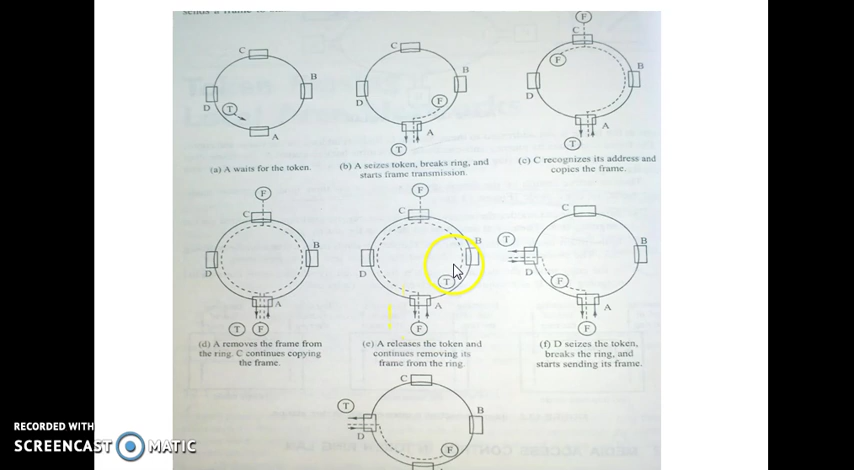 F
C
C
C
F
B
B
B
D
D
D
F
T
A
A
A
T
T
(a) A waits for the token.
(b) A seizes token, breaks ring, and
starts frame transmission.
(c) C recognizes its address and
copies the frame.
F
F
C
C
C
B
B
B
T
D
D
D
T
F
A
A
A
T
F
F
F
(d) A removes the frame from
the ring. C continues copying
the frame.
(e) A releases the token and
continues removing its
frame from the ring.
(f) D seizes the token,
breaks the ring, and
starts sending its frame.
C
T
B
D
F
RECORDED WITH
SCREENCAST MATIC